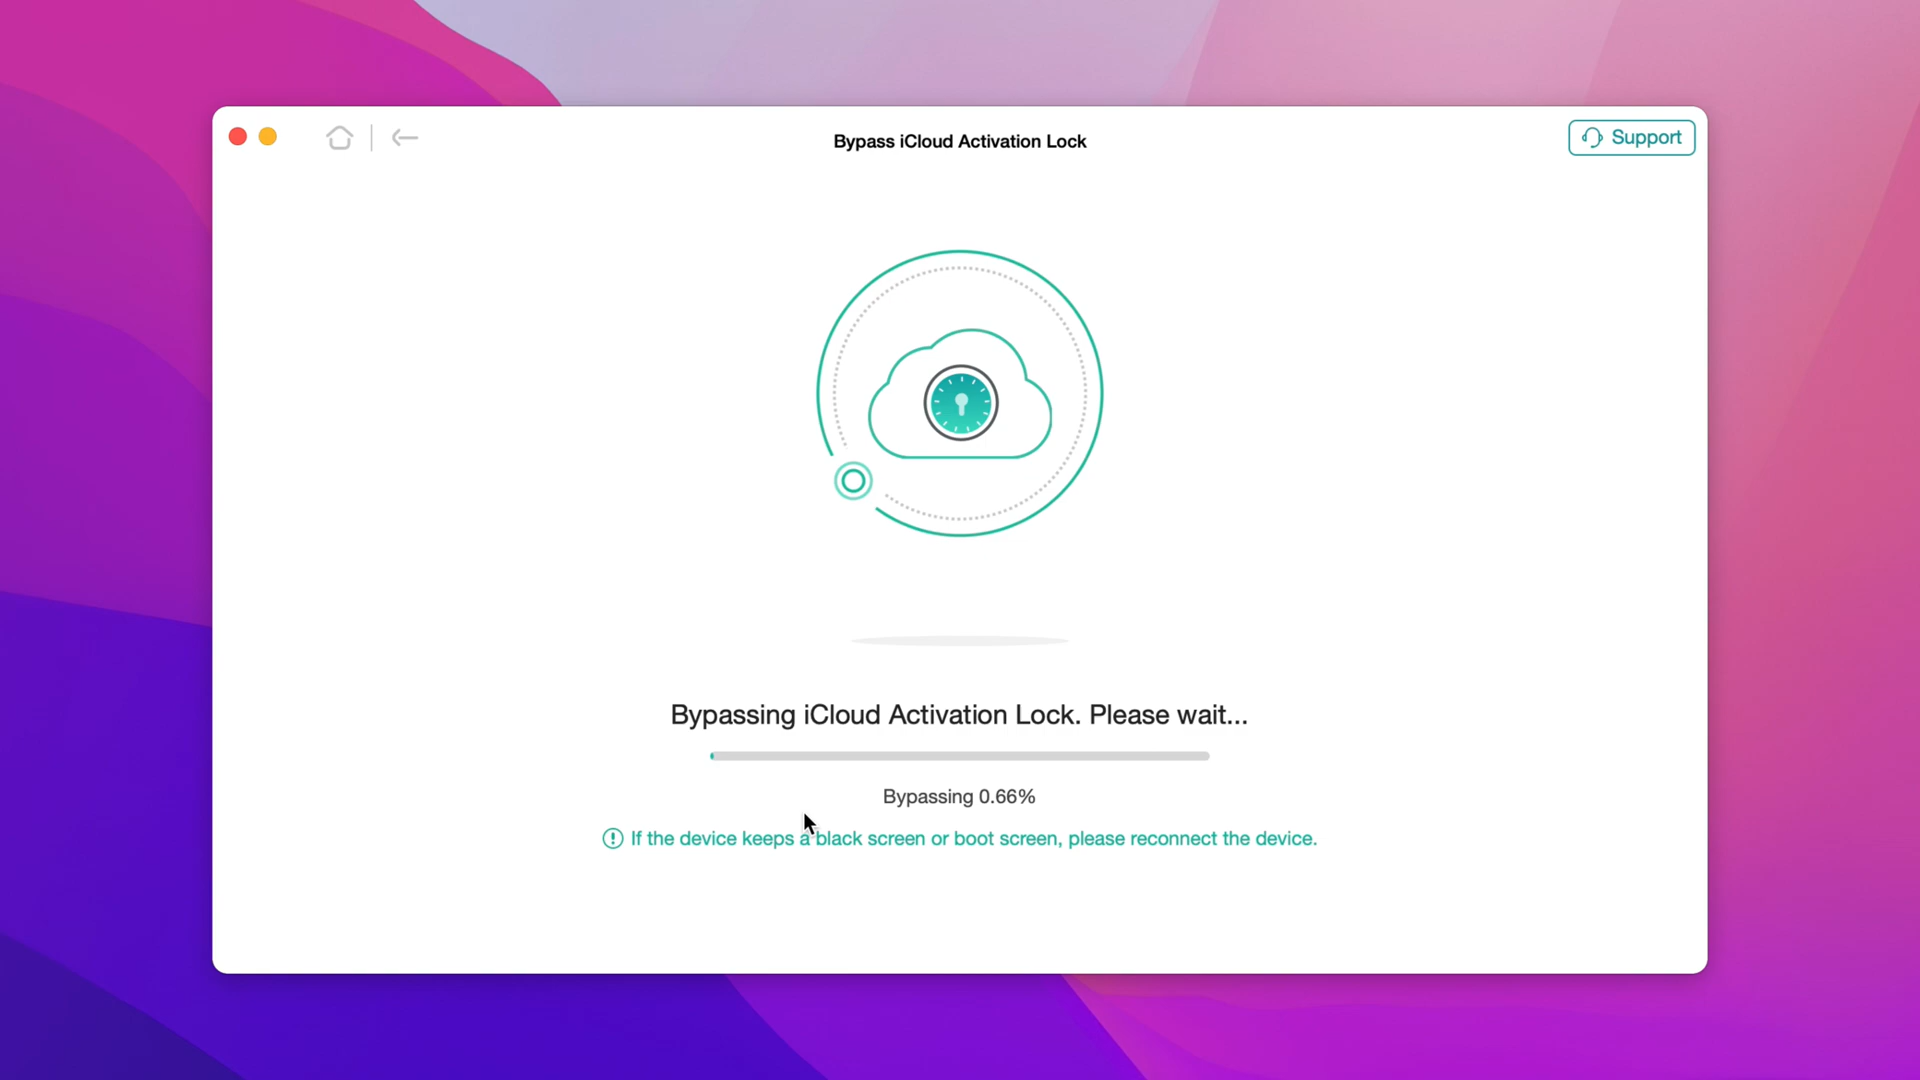 Bypass iCloud Activation Lock
Support
Bypassing iCloud Activation Lock. Please wait...
Bypassing 0.66%
If the device keeps a black screen or boot screen, please reconnect the device.